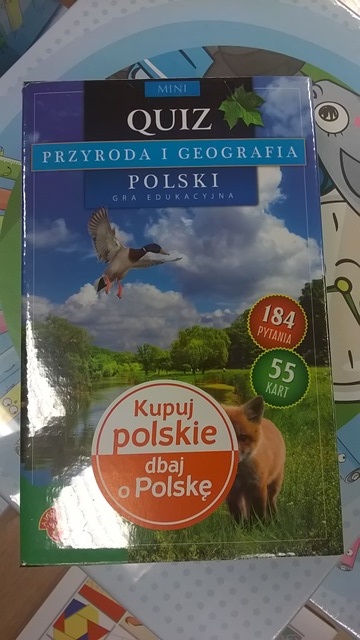 MINI
QUIZ
PRZYRODA I GEOGRAFIA
POLSKI
GRA EDUKACYJNA
184
PYTANIA
55
KART
Kupuj
polskie
dbaj
o Polskę